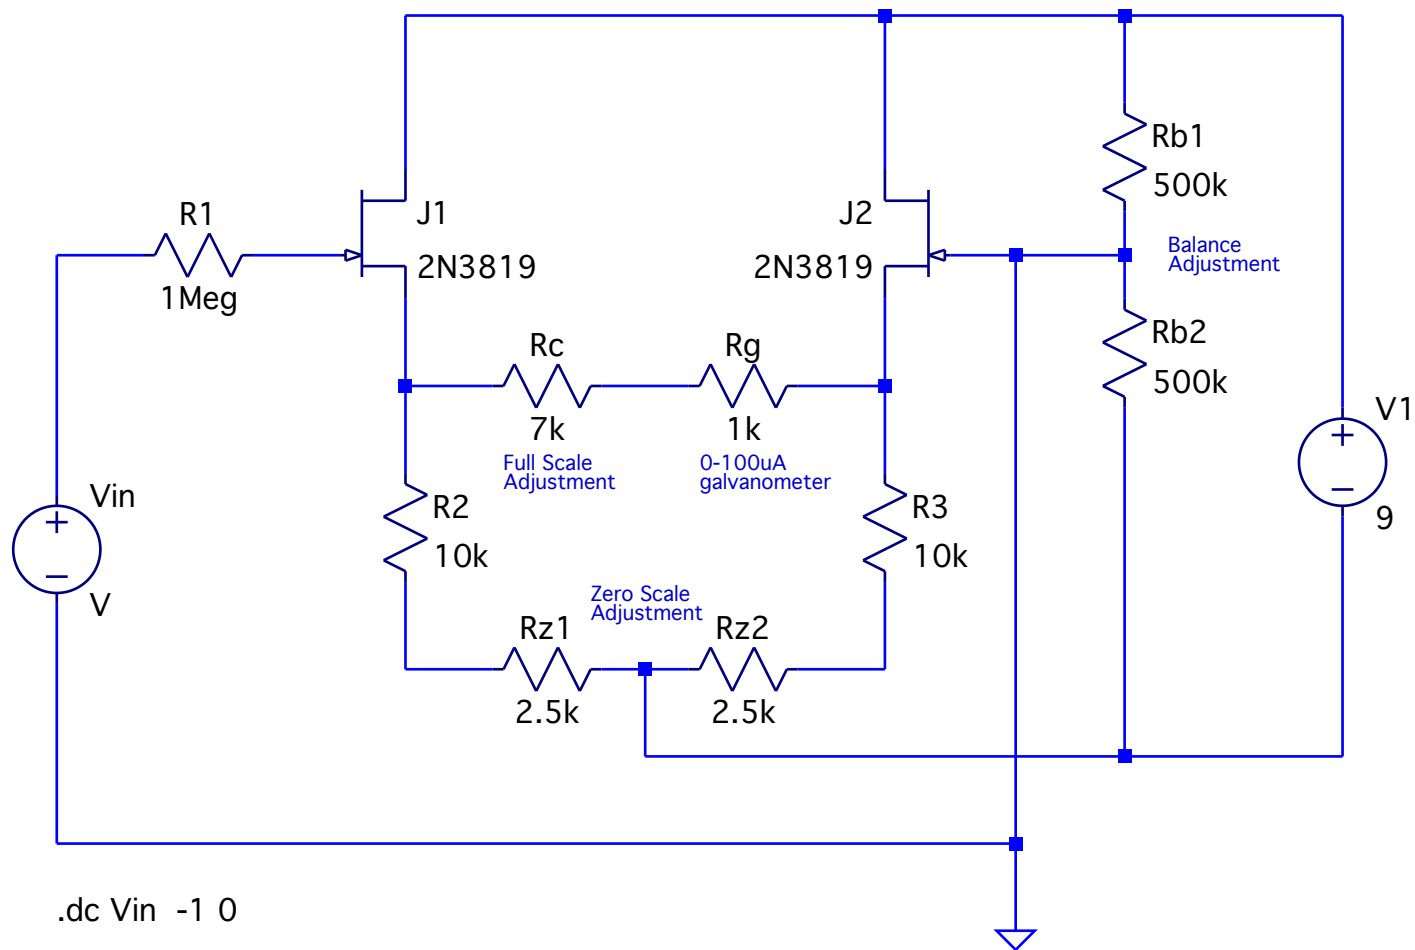 Rb1
500k
R1
1Meg
J1
2N3819
J2
2N3819
Balance
Adjustment
Rb2
500k
Rc
7k
Full Scale
Adjustment
Rg
1k
0-100uA
galvanometer
V1
9
Vin
V
R2
10k
R3
10k
Zero Scale
Adjustment
Rz1
2.5k
Rz2
2.5k
.dc Vin  -1 0